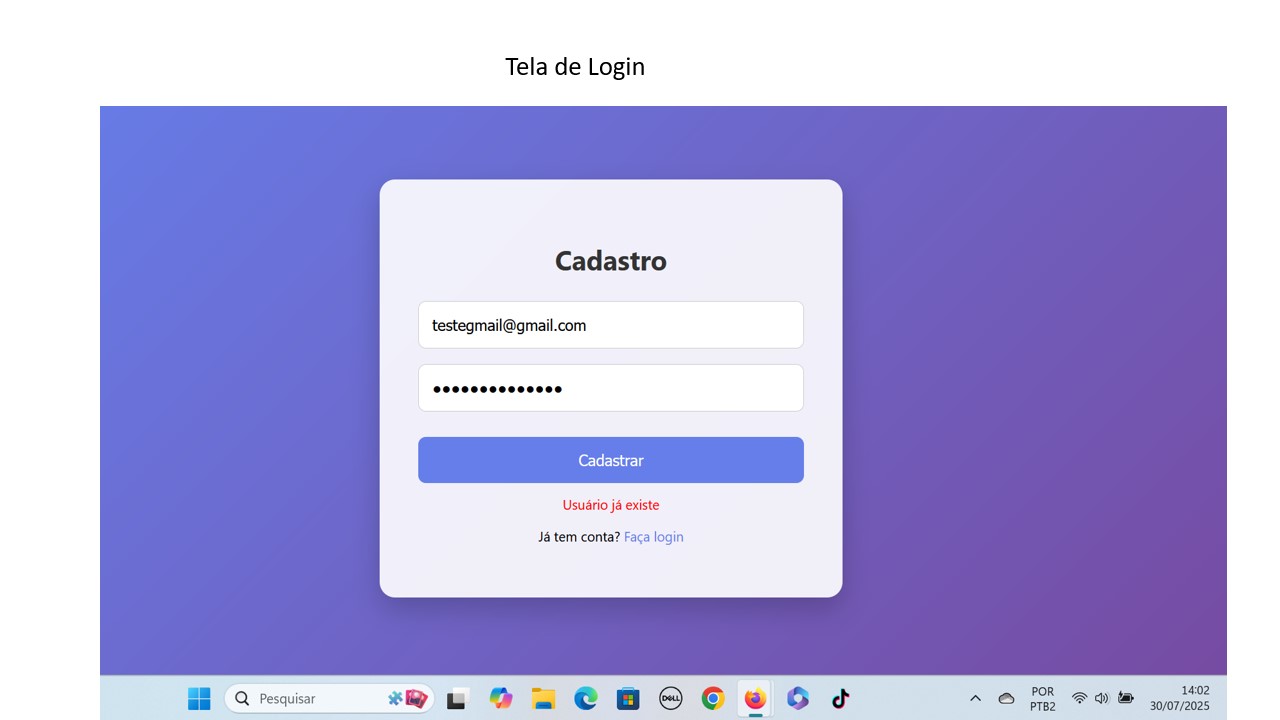 Tela de Login
Cadastro
testegmail@gmail.com
••••••••••••••
Cadastrar
Usuário já existe
Já tem conta? Faça login
Pesquisar
DELL
POR
PTB2
14:02
30/07/2025